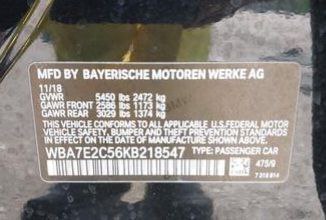 MFD BY BAYERISCHE MOTOREN WERKE AG
11/18
GVWR 5450 lbs 2472 kg
GAWR FRONT 2586 lbs 1173 kg
GAWR REAR 3029 lbs 1374 kg
THIS VEHICLE CONFORMS TO ALL APPLICABLE U.S.FEDERAL MOTOR VEHICLE
SAFETY, BUMPER AND THEFT PREVENTION STANDARDS
IN EFFECT ON THE DATE OF MANUFACTURE SHOWN ABOVE.
WBA7E2C56KB218547 TYPE: PASSENGER CAR
475/9